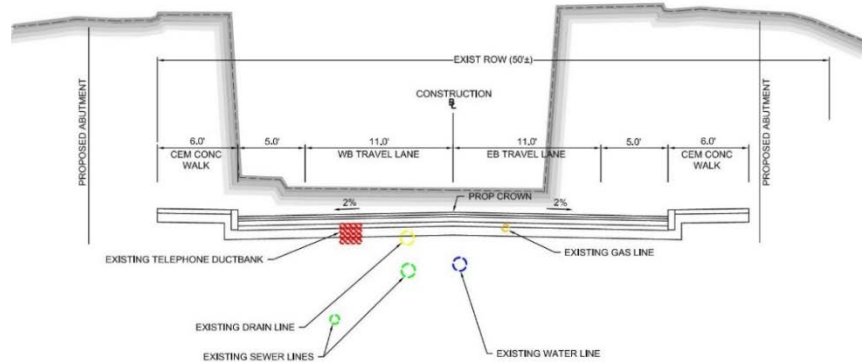 EXIST ROW (50'±)
CONSTRUCTION
BL
PROPOSED ABUTMENT
6.0'
5.0'
11.0'
11.0'
5.0'
6.0'
CEM CONC
WALK
WB TRAVEL LANE
EB TRAVEL LANE
CEM CONC
WALK
PROPOSED ABUTMENT
PROP CROWN
2%
2%
EXISTING TELEPHONE DUCTBANK
EXISTING GAS LINE
EXISTING DRAIN LINE
EXISTING SEWER LINES
EXISTING WATER LINE